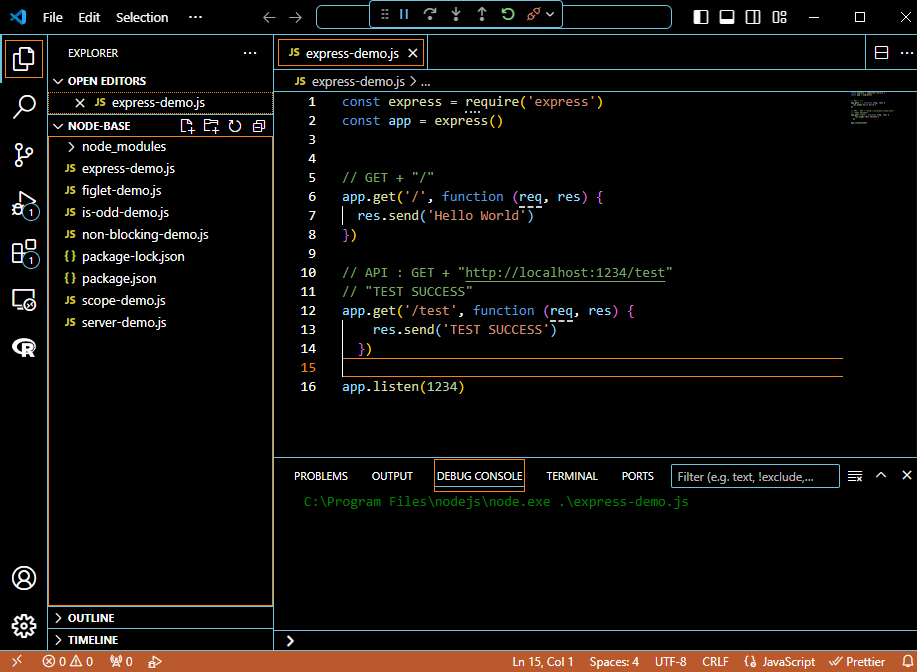 File Edit Selection ...
EXPLORER ...
OPEN EDITORS
JS express-demo.js
NODE-BASE
node_modules
JS express-demo.js
JS figlet-demo.js
JS is-odd-demo.js
JS non-blocking-demo.js
{} package-lock.json
{} package.json
JS scope-demo.js
JS server-demo.js
OUTLINE
TIMELINE
1
1
JS express-demo.js
JS express-demo.js > ...
1 const express = require('express')
2 const app = express()
3
4
5 // GET + "/"
6 app.get('/', function (req, res) {
7 res.send('Hello World')
8 })
9
10 // API : GET + "http://localhost:1234/test"
11 // "TEST SUCCESS"
12 app.get('/test', function (req, res) {
13 res.send('TEST SUCCESS')
14 })
15
16 app.listen(1234)
PROBLEMS OUTPUT DEBUG CONSOLE TERMINAL PORTS Filter (e.g. text, !exclude,...
C:\Program Files\nodejs\node.exe .\express-demo.js
0 0 0 Ln 15, Col 1 Spaces: 4 UTF-8 CRLF {} JavaScript Prettier